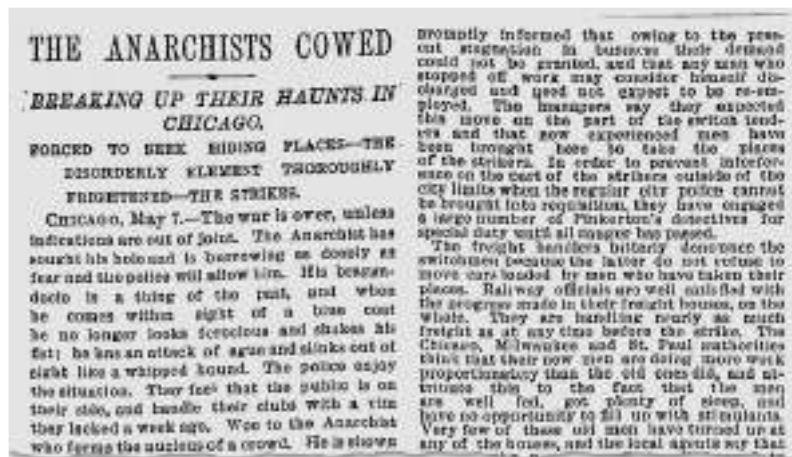 THE ANARCHISTS COWED
BREAKING UP THEIR HAUNTS IN
CHICAGO.
FORCED TO SEEK HIDING PLACES—THE
DISORDERLY ELEMENT THOROUGHLY
FRIGHTENED—THE STRIKES.
CHICAGO, May 7.—The war is over, unless
indications are out of joint. The Anarchist has
sought his hole and is burrowing as deeply as
fear and the police will allow him. His braggadocio
is a thing of the past, and when
he comes within sight of a blue coat
he no longer looks ferocious and shakes his
fist; he has an attack of ague and slinks out of
sight like a whipped hound. The police enjoy
the situation. They feel that the public is on
their side, and handle their clubs with a vim
they lacked a week ago. Woe to the Anarchist
who forms the nucleus of a crowd. He is shown
promptly informed that owing to the pres-
ent stagnation in business their demand
could not be granted, and that any man who
stopped off work may consider himself dis-
charged and need not expect to be re-em-
ployed. The managers say they expected
this move on the part of the switch tend-
ers and that now experienced men have
been brought here to take the places
of the strikers. In order to prevent interfer-
ence on the part of the strikers outside of the
city limits when the regular city police cannot
be brought into requisition, they have engaged
a large number of Pinkerton's detectives for
special duty until all danger has passed.
The freight handlers bitterly denounce the
switchmen because the latter do not refuse to
move cars loaded by men who have taken their
places. Railway officials are well satisfied with
the progress made in their freight houses, on the
whole. They are handling nearly as much
freight as at any time before the strike. The
Chicago, Milwaukee and St. Paul authorities
think that their new men are doing more work
proportionately than the old ones did, and at-
tribute this to the fact that the men
are well fed, get plenty of sleep, and
have no opportunity to fill up with stimulants.
Very few of these old men have turned up at
any of the houses, and the local agents say that